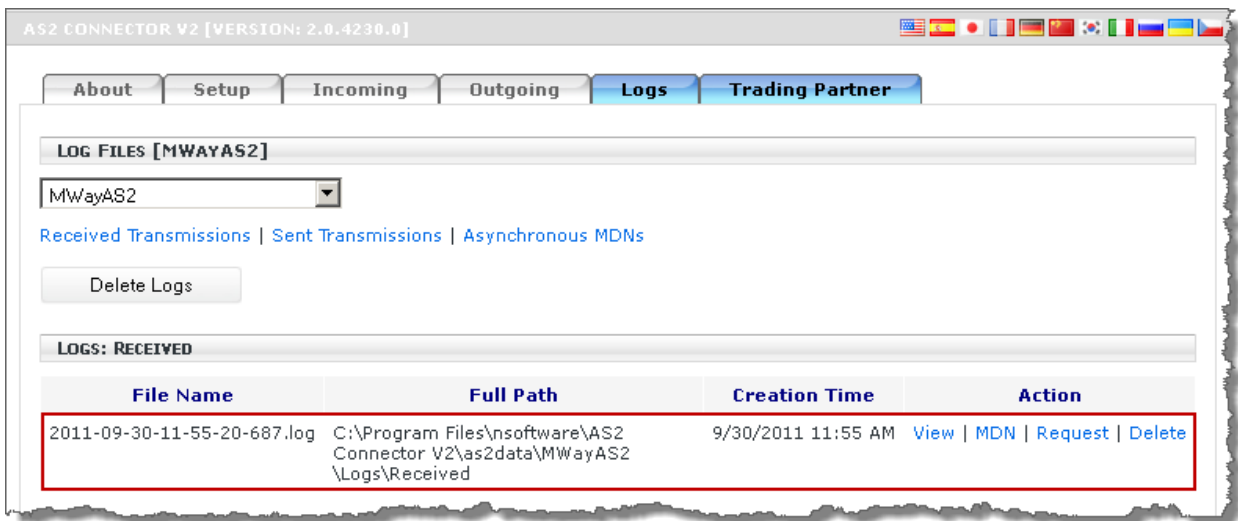 AS2 CONNECTOR V2 [VERSION: 2.0.4230.0]
About Setup Incoming Outgoing Logs Trading Partner
LOG FILES [MWAYAS2]
MWayAS2
Received Transmissions | Sent Transmissions | Asynchronous MDNs
Delete Logs
LOGS: RECEIVED
File Name Full Path Creation Time Action
2011-09-30-11-55-20-687.log C:\Program Files\nsoftware\AS2 9/30/2011 11:55 AM View | MDN | Request | Delete
Connector V2\as2data\MWayAS2
\Logs\Received